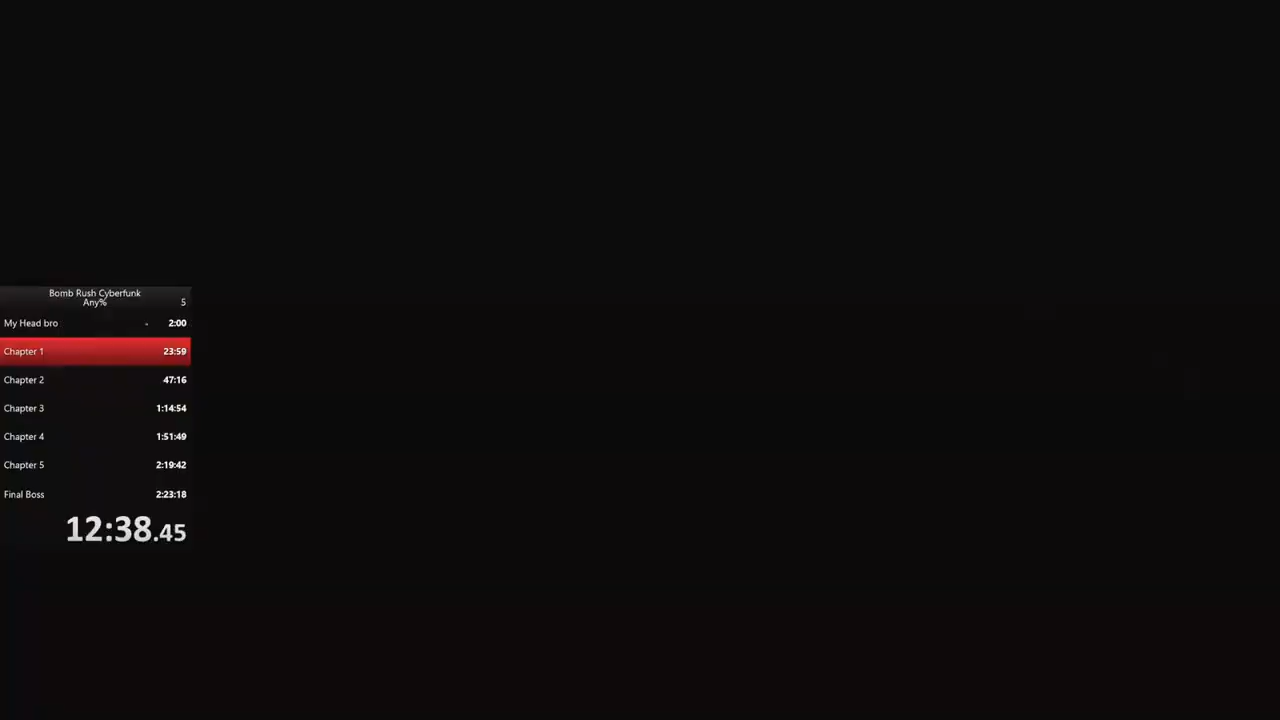 Bomb Rush Cyberfunk
Any% 5
My Head bro - 2:00
Chapter 1 23:59
Chapter 2 47:16
Chapter 3 1:14:54
Chapter 4 1:51:49
Chapter 5 2:19:42
Final Boss 2:23:18
12:38.45